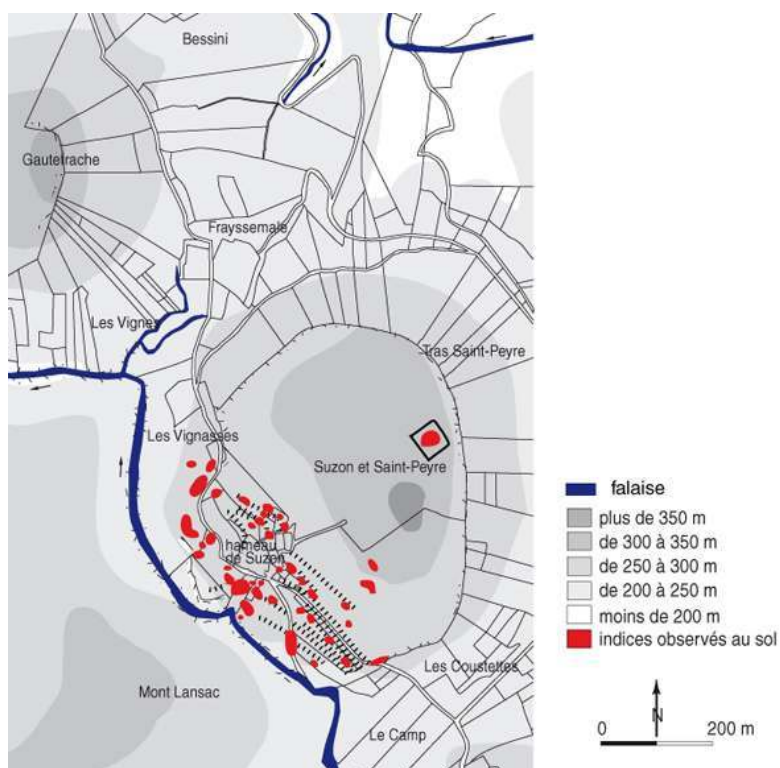 Bessini
Gautefrache
Frayssemale
Les Vignes
Tras Saint-Peyre
Les Vignasses
Suzon et Saint-Peyre
hameau
de Suzon
Les Coustettes
Mont Lansac
Le Camp
falaise
plus de 350 m
de 300 à 350 m
de 250 à 300 m
de 200 à 250 m
moins de 200 m
indices observés au sol
N
0 200 m